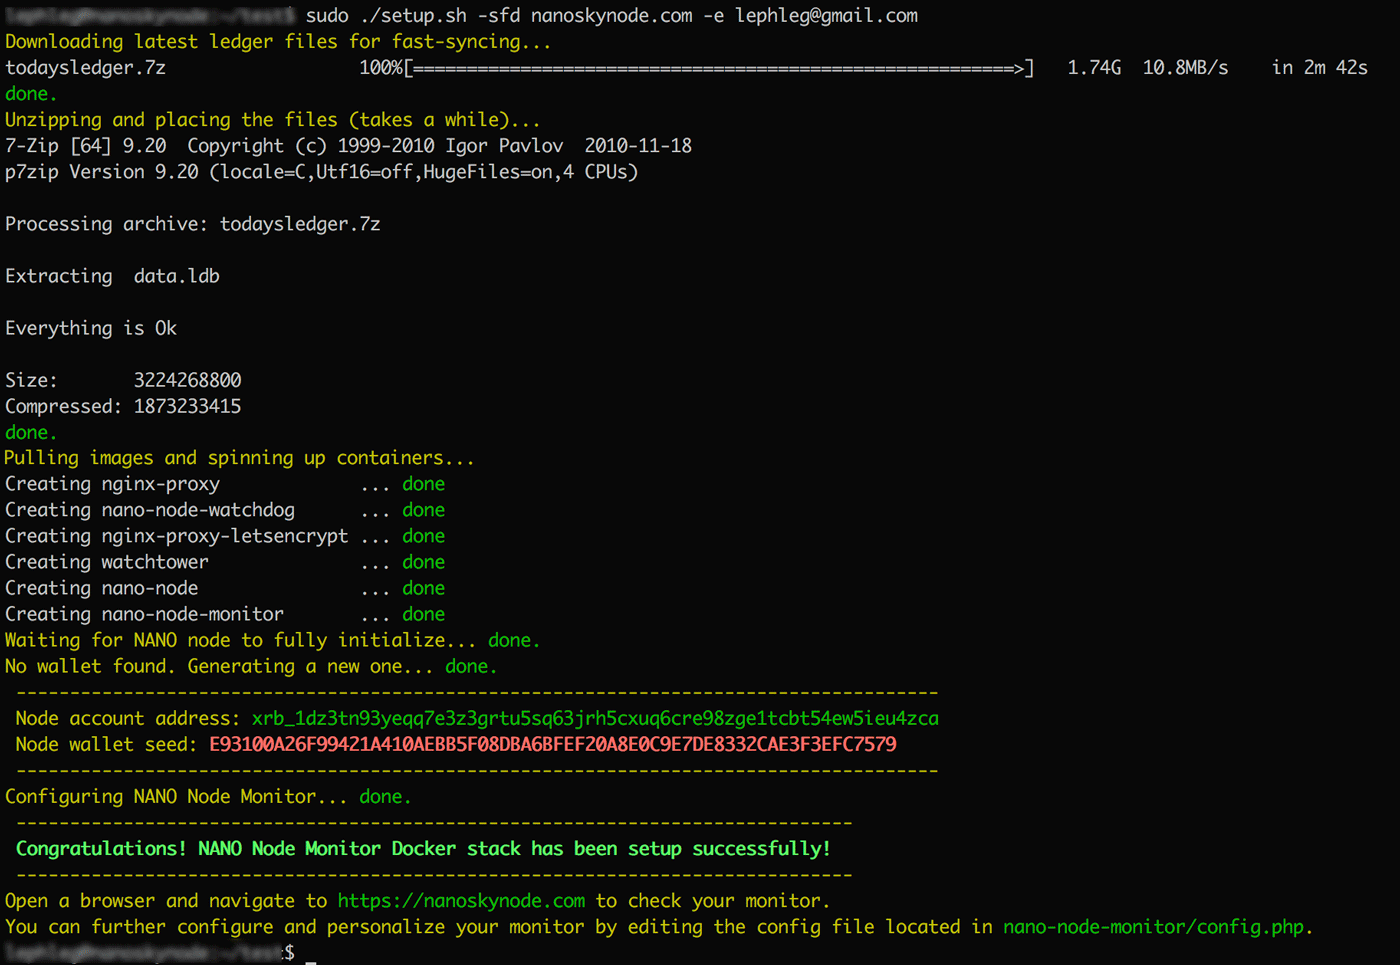 $ sudo ./setup.sh -sfd nanoskynode.com -e lephleg@gmail.com
Downloading latest ledger files for fast-syncing...
todaysledger.7z 100%[========================================================>] 1.74G 10.8MB/s in 2m 42s
done.
Unzipping and placing the files (takes a while)...
7-Zip [64] 9.20 Copyright (c) 1999-2010 Igor Pavlov 2010-11-18
p7zip Version 9.20 (locale=C,Utf16=off,HugeFiles=on,4 CPUs)
Processing archive: todaysledger.7z
Extracting data.ldb
Everything is Ok
Size: 3224268800
Compressed: 1873233415
done.
Pulling images and spinning up containers...
Creating nginx-proxy ... done
Creating nano-node-watchdog ... done
Creating nginx-proxy-letsencrypt ... done
Creating watchtower ... done
Creating nano-node ... done
Creating nano-node-monitor ... done
Waiting for NANO node to fully initialize... done.
No wallet found. Generating a new one... done.
--------------------------------------------------------------------------------------
Node account address: xrb_1dz3tn93yeqq7e3z3grtu5sq63jrh5cxuq6cre98zge1tcbt54ew5ieu4zca
Node wallet seed: E93100A26F99421A410AEBB5F08DBA6BFEF20A8E0C9E7DE8332CAE3F3EFC7579
--------------------------------------------------------------------------------------
Configuring NANO Node Monitor... done.
------------------------------------------------------------------------------
Congratulations! NANO Node Monitor Docker stack has been setup successfully!
------------------------------------------------------------------------------
Open a browser and navigate to https://nanoskynode.com to check your monitor.
You can further configure and personalize your monitor by editing the config file located in nano-node-monitor/config.php.
$ _